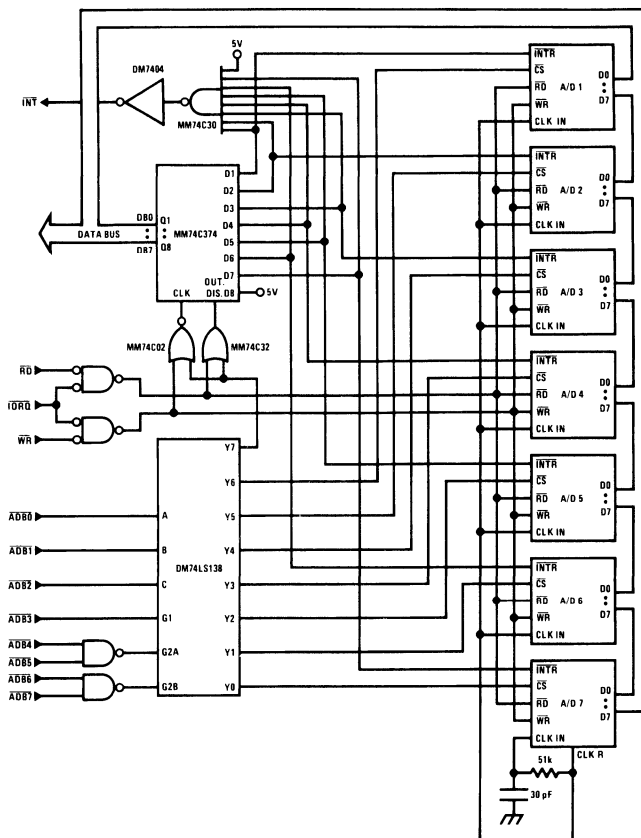 5V
DM7404
INT
MM74C30
MM74C374
D1
D2
D3
D4
D5
D6
D7
OUT.
DIS. D8
5V
CLK
DB0 Q1
DB7 Q8
DATA BUS
MM74C02
MM74C32
RD
IORQ
WR
ADB0
ADB1
ADB2
ADB3
ADB4
ADB5
ADB6
ADB7
DM74LS138
A
B
C
G1
G2A
G2B
Y7
Y6
Y5
Y4
Y3
Y2
Y1
Y0
INTR
CS
RD A/D 1
WR
CLK IN
D0
D7
INTR
CS
RD A/D 2
WR
CLK IN
D0
D7
INTR
CS
RD A/D 3
WR
CLK IN
D0
D7
INTR
CS
RD A/D 4
WR
CLK IN
D0
D7
INTR
CS
RD A/D 5
WR
CLK IN
D0
D7
INTR
CS
RD A/D 6
WR
CLK IN
D0
D7
INTR
CS
RD A/D 7
WR
CLK IN
D0
D7
CLK R
51k
30 pF